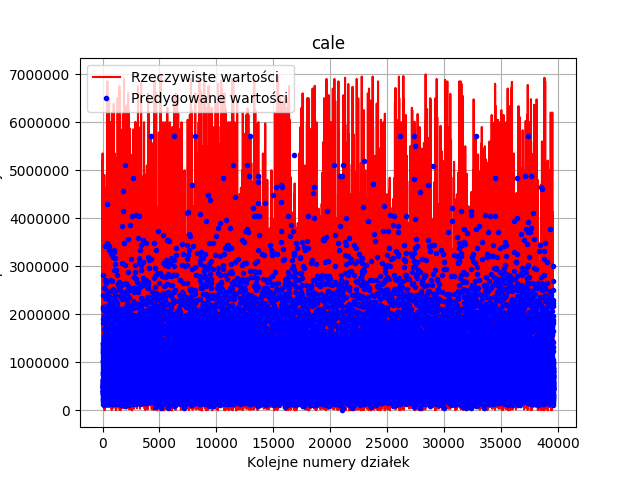 cale
Rzeczywiste wartości
Predygowane wartości
7000000
6000000
5000000
4000000
3000000
2000000
1000000
0
0 5000 10000 15000 20000 25000 30000 35000 40000
Kolejne numery działek